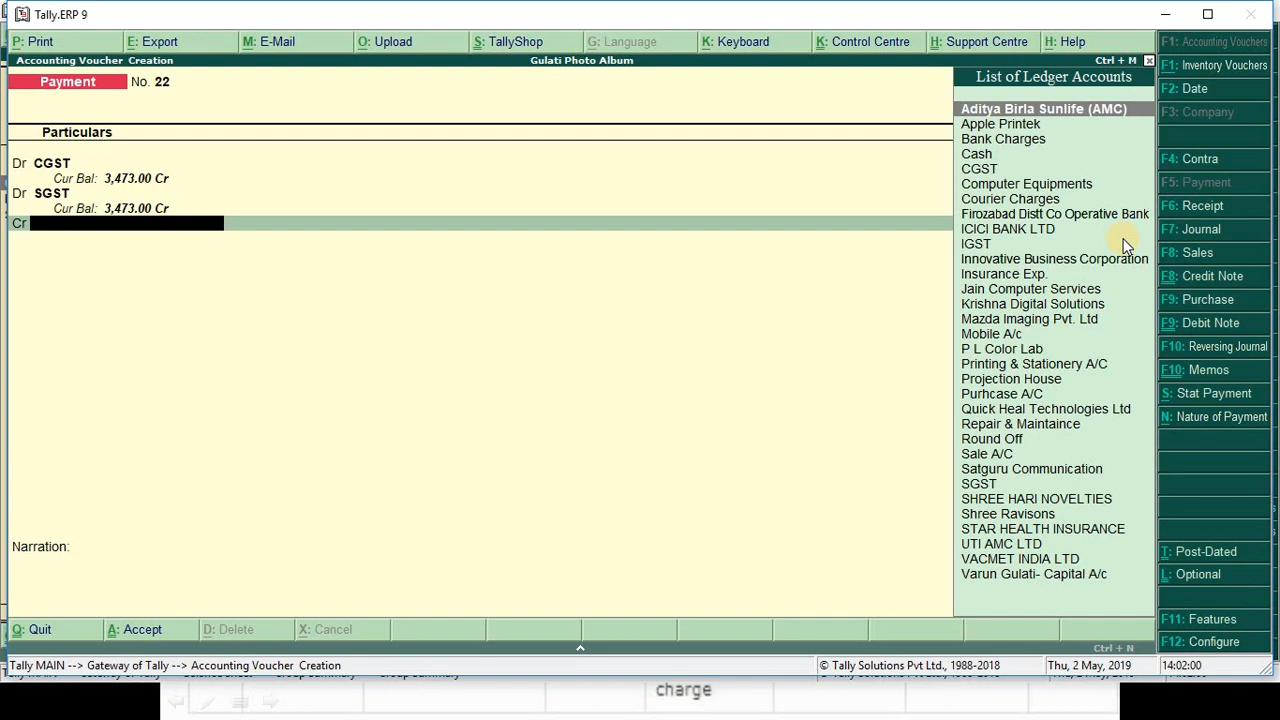 Tally.ERP 9
P: Print
E: Export
M: E-Mail
O: Upload
S: TallyShop
G: Language
K: Keyboard
K: Control Centre
H: Support Centre
H: Help
Accounting Voucher Creation
Gulati Photo Album
Ctrl + M
Payment No. 22
Particulars
Dr CGST
Cur Bal: 3,473.00 Cr
Dr SGST
Cur Bal: 3,473.00 Cr
Cr
Narration:
List of Ledger Accounts
Aditya Birla Sunlife (AMC)
Apple Printek
Bank Charges
Cash
CGST
Computer Equipments
Courier Charges
Firozabad Distt Co Operative Bank
ICICI BANK LTD
IGST
Innovative Business Corporation
Insurance Exp.
Jain Computer Services
Krishna Digital Solutions
Mazda Imaging Pvt. Ltd
Mobile A/c
P L Color Lab
Printing & Stationery A/C
Projection House
Purhcase A/C
Quick Heal Technologies Ltd
Repair & Maintaince
Round Off
Sale A/C
Satguru Communication
SGST
SHREE HARI NOVELTIES
Shree Ravisons
STAR HEALTH INSURANCE
UTI AMC LTD
VACMET INDIA LTD
Varun Gulati- Capital A/c
F1: Accounting Vouchers
F1: Inventory Vouchers
F2: Date
F3: Company
F4: Contra
F5: Payment
F6: Receipt
F7: Journal
F8: Sales
F8: Credit Note
F9: Purchase
F9: Debit Note
F10: Reversing Journal
F10: Memos
S: Stat Payment
N: Nature of Payment
T: Post-Dated
L: Optional
F11: Features
F12: Configure
Q: Quit
A: Accept
D: Delete
X: Cancel
Ctrl + N
Tally MAIN --> Gateway of Tally --> Accounting Voucher Creation
© Tally Solutions Pvt Ltd., 1988-2018
Thu, 2 May, 2019
14:02:00
charge